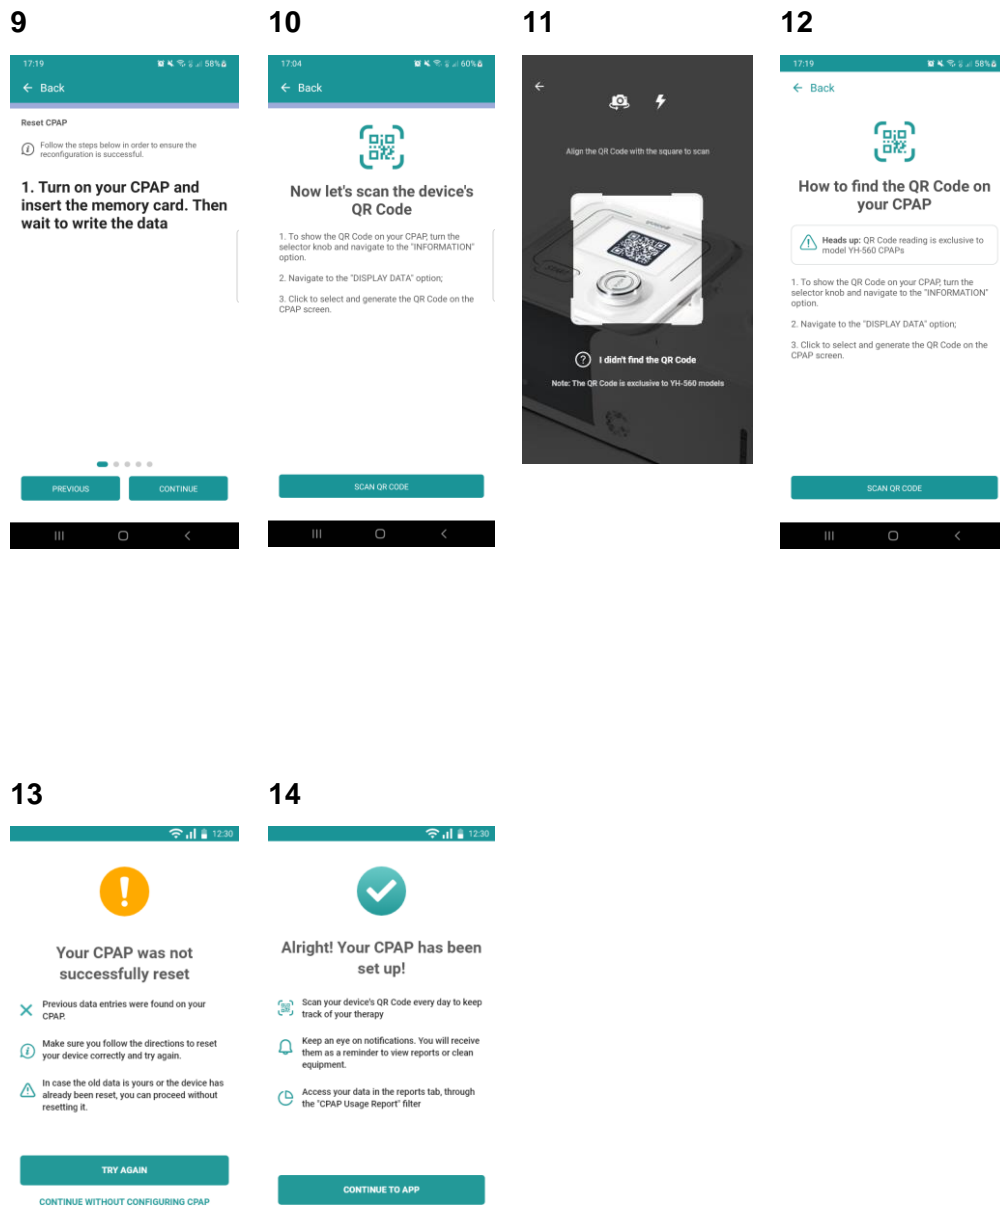 9
17:19
58%
Back
Reset CPAP
Follow the steps below in order to ensure the
reconfiguration is successful.
1. Turn on your CPAP and
insert the memory card. Then
wait to write the data
PREVIOUS
CONTINUE
10
17:04
60%
Back
Now let's scan the device's
QR Code
1. To show the QR Code on your CPAP, turn the
selector knob and navigate to the "INFORMATION"
option.
2. Navigate to the "DISPLAY DATA" option;
3. Click to select and generate the QR Code on the
CPAP screen.
SCAN QR CODE
11
Align the QR Code with the square to scan
I didn't find the QR Code
Note: The QR Code is exclusive to YH-560 models
12
17:19
58%
Back
How to find the QR Code on
your CPAP
Heads up: QR Code reading is exclusive to
model YH-560 CPAPs
1. To show the QR Code on your CPAP, turn the
selector knob and navigate to the "INFORMATION"
option.
2. Navigate to the "DISPLAY DATA" option;
3. Click to select and generate the QR Code on the
CPAP screen.
SCAN QR CODE
13
12:30
Your CPAP was not
successfully reset
Previous data entries were found on your
CPAP.
Make sure you follow the directions to reset
your device correctly and try again.
In case the old data is yours or the device has
already been reset, you can proceed without
resetting it.
TRY AGAIN
CONTINUE WITHOUT CONFIGURING CPAP
14
12:30
Alright! Your CPAP has been
set up!
Scan your device's QR Code every day to keep
track of your therapy
Keep an eye on notifications. You will receive
them as a reminder to view reports or clean
equipment.
Access your data in the reports tab, through
the "CPAP Usage Report" filter
CONTINUE TO APP